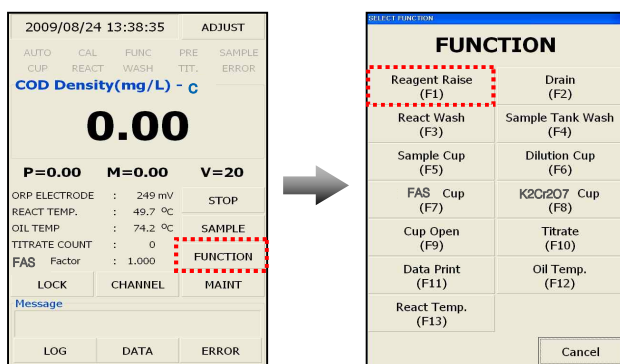 2009/08/24 13:38:35 ADJUST
AUTO CAL FUNC PRE SAMPLE
CUP REACT WASH TIT. ERROR
COD Density(mg/L) - C
0.00
P=0.00 M=0.00 V=20
ORP ELECTRODE : 249 mV
REACT TEMP. : 49.7 ºC
OIL TEMP : 74.2 ºC
TITRATE COUNT : 0
FAS Factor : 1.000
STOP
SAMPLE
FUNCTION
LOCK CHANNEL MAINT
Message
LOG DATA ERROR
SELECT FUNCTION
FUNCTION
Reagent Raise
(F1)
Drain
(F2)
React Wash
(F3)
Sample Tank Wash
(F4)
Sample Cup
(F5)
Dilution Cup
(F6)
FAS Cup
(F7)
K2Cr2O7 Cup
(F8)
Cup Open
(F9)
Titrate
(F10)
Data Print
(F11)
Oil Temp.
(F12)
React Temp.
(F13)
Cancel